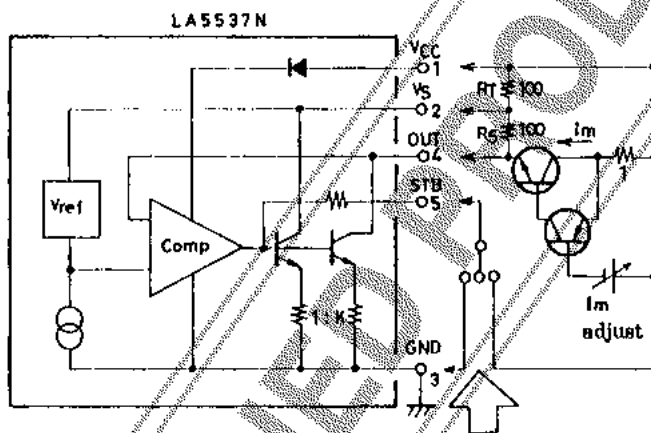 LA5537N
VCC
1
VS
2
RT 100
RS 100
im
OUT
4
STB
5
1
Vref
Comp
1 : K
Im
adjust
GND
3